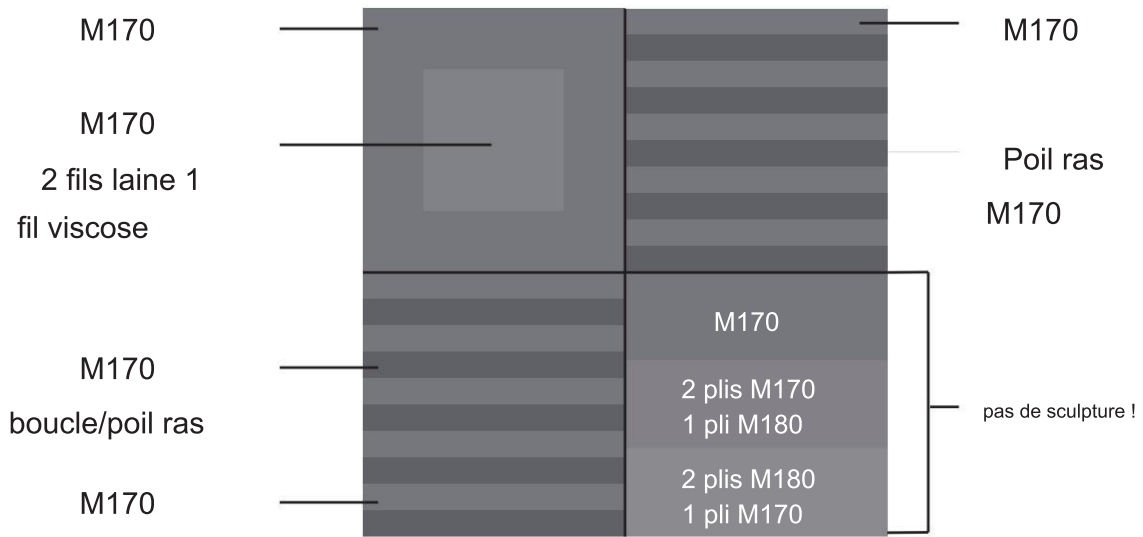 M170
M170
2 fils laine 1
fil viscose
M170
boucle/poil ras
M170
M170
Poil ras
M170
M170
2 plis M170
1 pli M180
2 plis M180
1 pli M170
pas de sculpture !